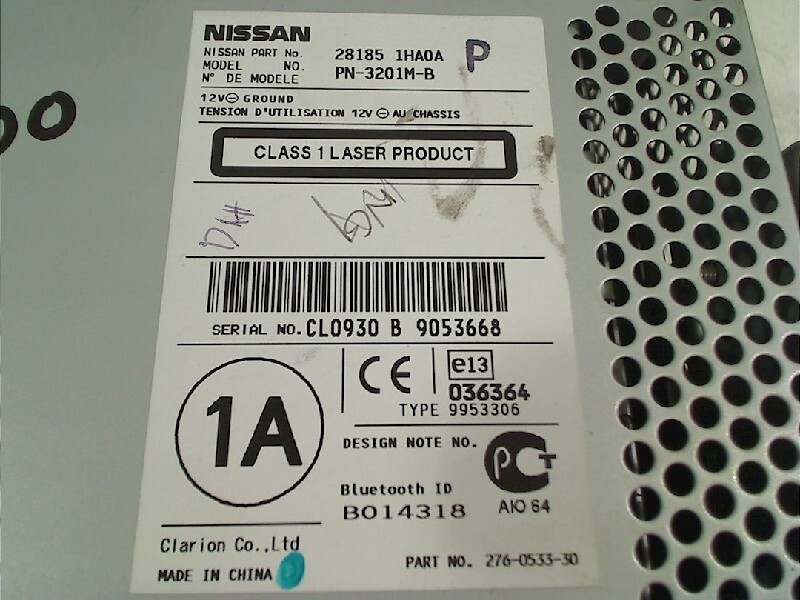 NISSAN
NISSAN PART No. 28185 1HA0A P
MODEL NO. PN-3201M-B
N° DE MODELE
12V⊖ GROUND
TENSION D'UTILISATION 12V ⊖ AU CHASSIS
CLASS 1 LASER PRODUCT
SERIAL NO. CL0930 B 9053668
1A
CE
e13
036364
TYPE 9953306
DESIGN NOTE NO.
PCT
Bluetooth ID
B014318
АЮ 64
Clarion Co.,Ltd
MADE IN CHINA
PART NO. 276-0533-30